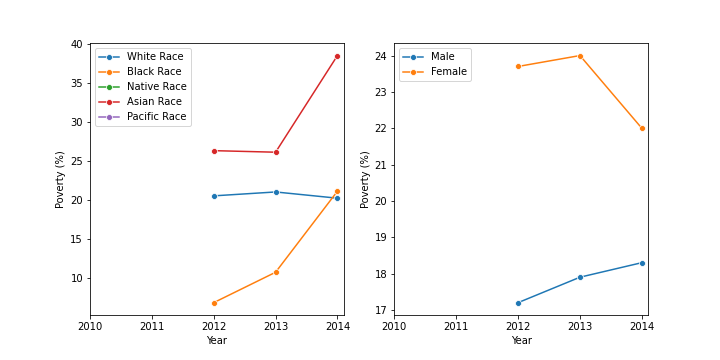 40
35
30
25
20
15
10
Poverty (%)
2010 2011 2012 2013 2014
Year
White Race
Black Race
Native Race
Asian Race
Pacific Race
24
23
22
21
20
19
18
17
Poverty (%)
2010 2011 2012 2013 2014
Year
Male
Female